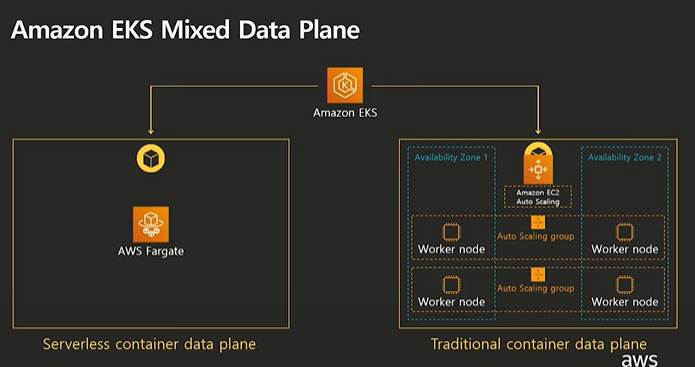 Amazon EKS Mixed Data Plane
Amazon EKS
AWS Fargate
Serverless container data plane
Availability Zone 1
Availability Zone 2
Amazon EC2
Auto Scaling
Worker node
Auto Scaling group
Worker node
Worker node
Auto Scaling group
Worker node
Traditional container data plane
aws